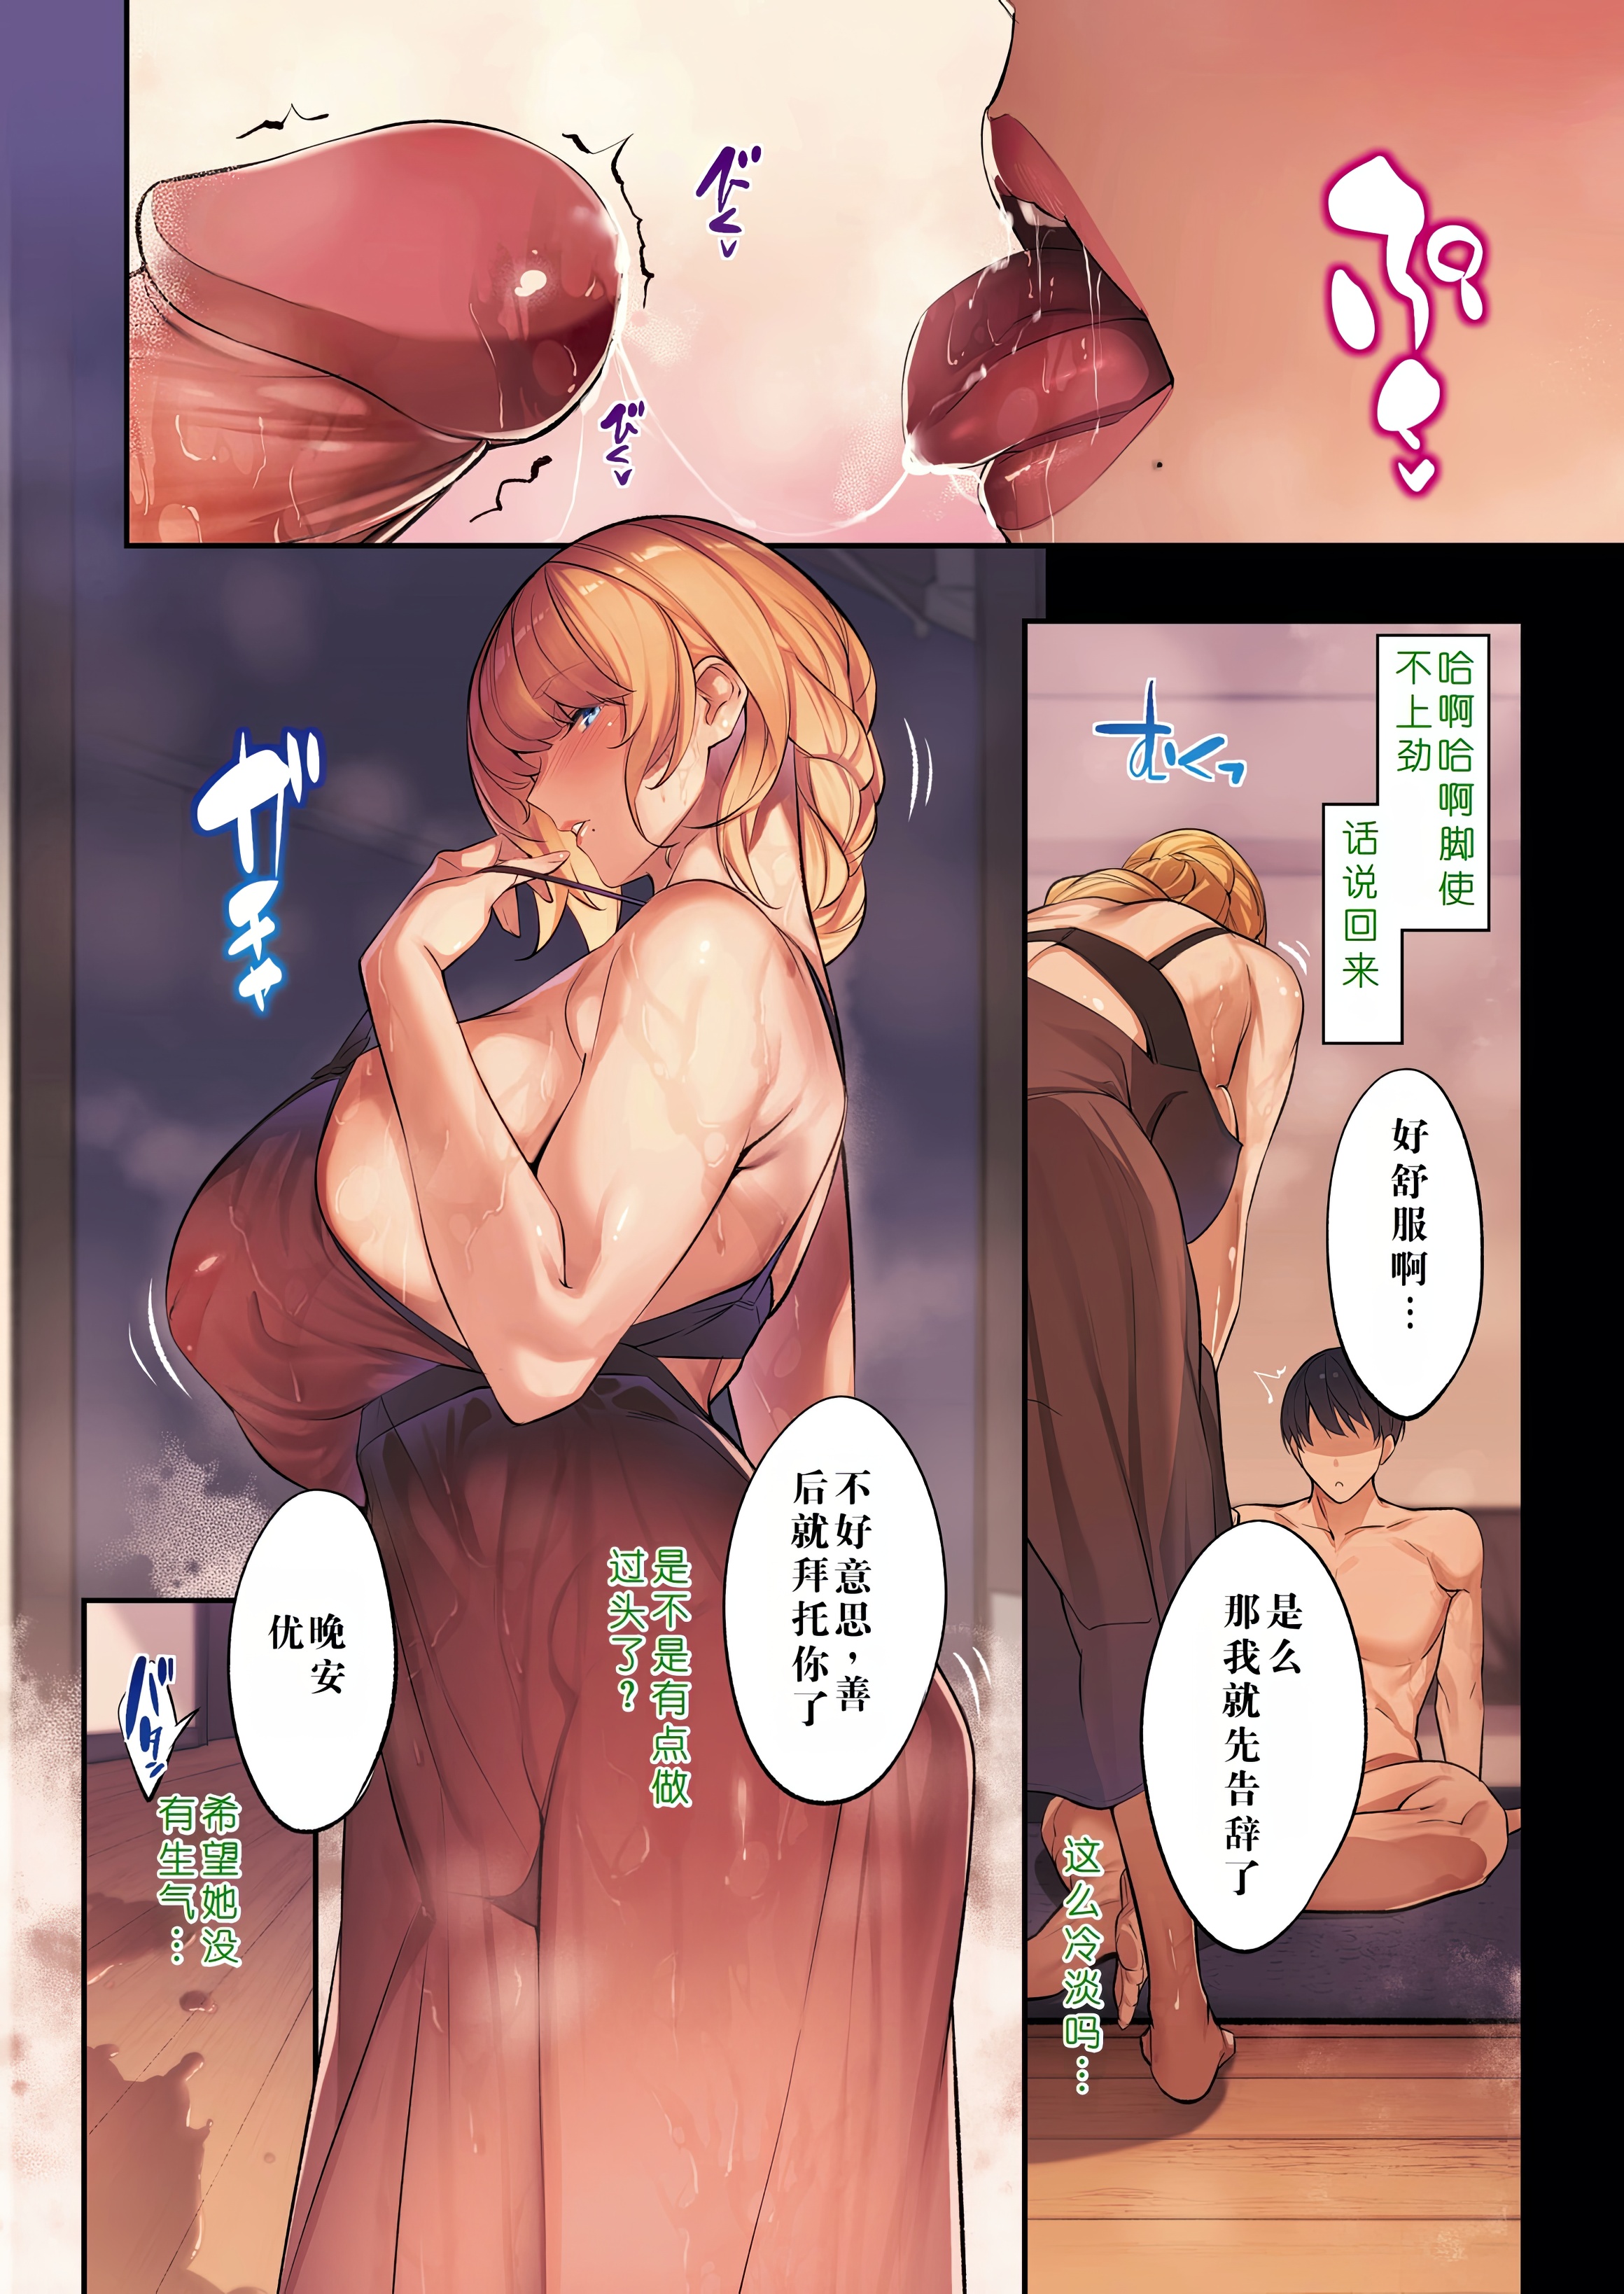 ぷはぁ
びく
びく
哈啊哈啊脚使
不上劲
话说回来
むくっ
好舒服啊…
是么
那我就先告辞了
这么冷淡吗…
不好意思，善
后就拜托你了
是不是有点做
过头了？
ガチャ
晚安
优
バタン
希望她没
有生气…